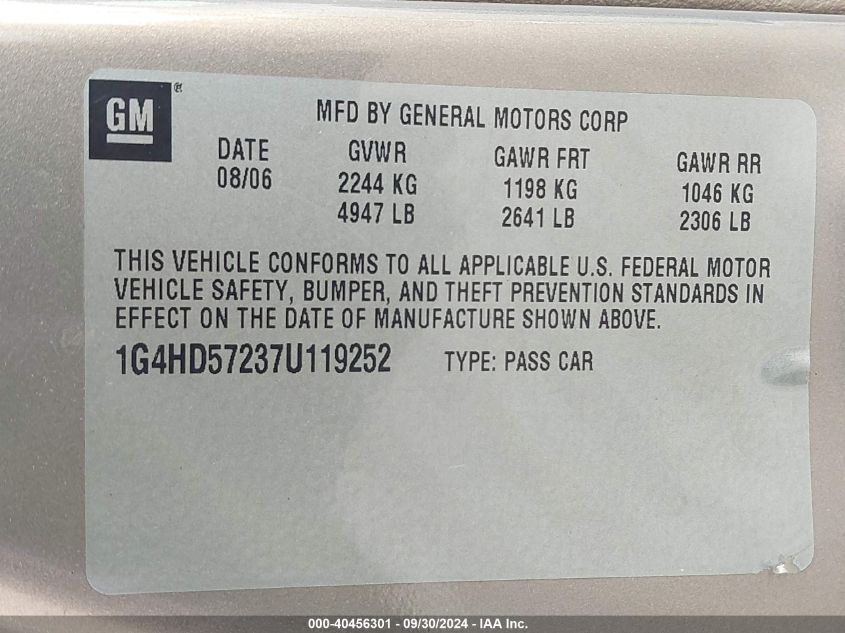 GM®
MFD BY GENERAL MOTORS CORP
DATE GVWR GAWR FRT GAWR RR
08/06 2244 KG 1198 KG 1046 KG
4947 LB 2641 LB 2306 LB
THIS VEHICLE CONFORMS TO ALL APPLICABLE U.S. FEDERAL MOTOR
VEHICLE SAFETY, BUMPER, AND THEFT PREVENTION STANDARDS IN
EFFECT ON THE DATE OF MANUFACTURE SHOWN ABOVE.
1G4HD57237U119252 TYPE: PASS CAR
000-40456301 - 09/30/2024 - IAA Inc.